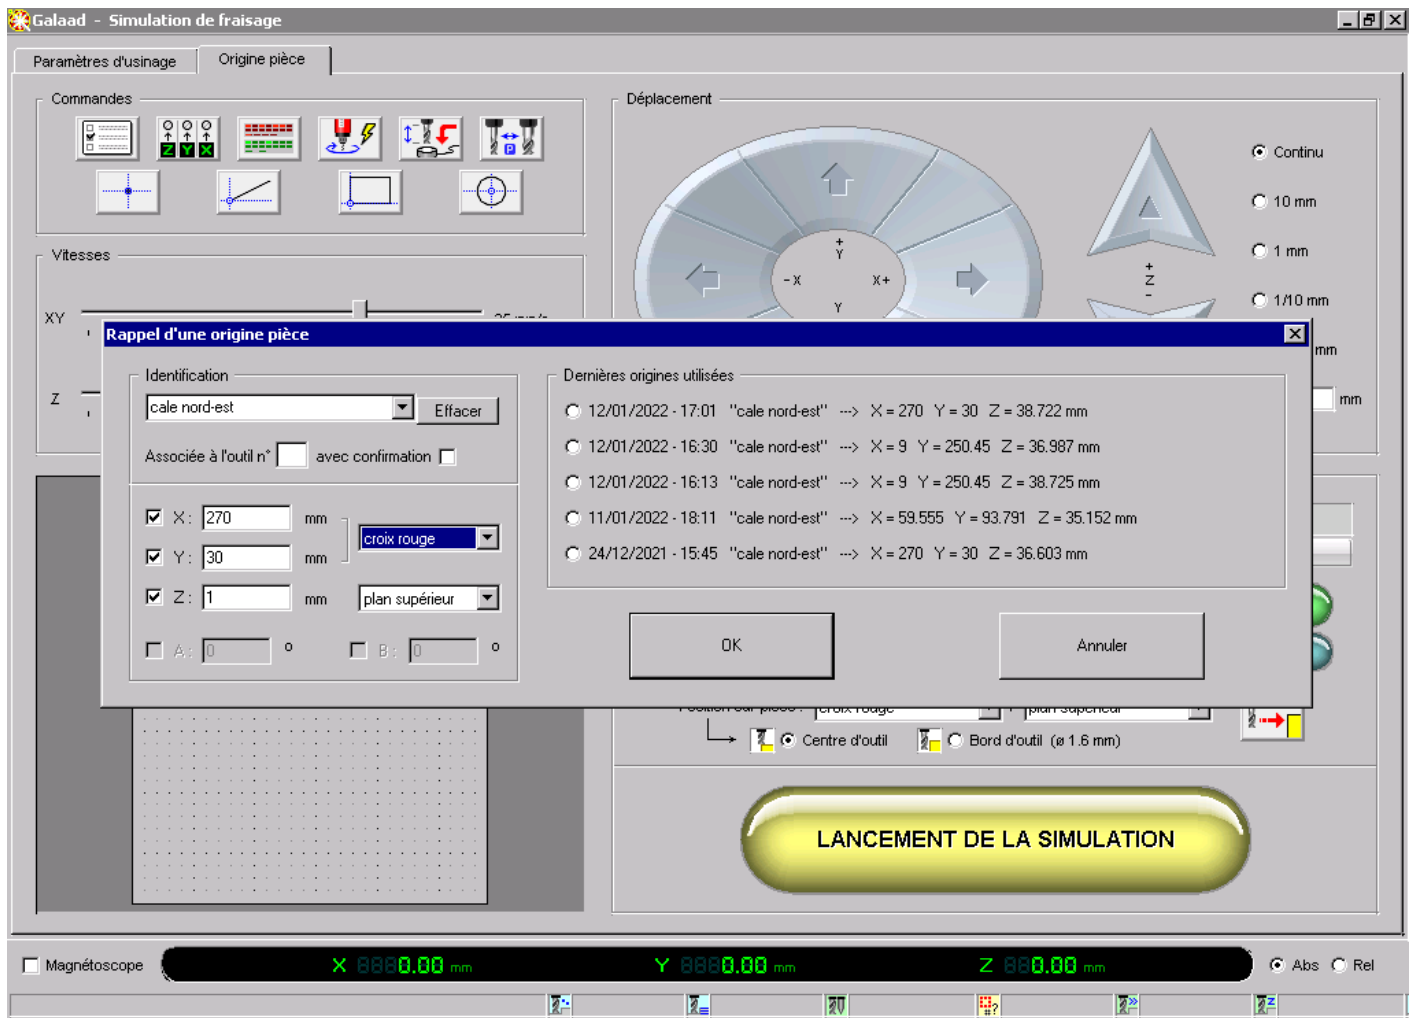 Galaad - Simulation de fraisage
Paramètres d'usinage
Origine pièce
Commandes
Z Y X
P
Vitesses
XY
Z
Déplacement
+
Y
- X
X+
Y
+
Z
-
Continu
10 mm
1 mm
1/10 mm
mm
mm
Rappel d'une origine pièce
Identification
cale nord-est
Effacer
Associée à l'outil n°
avec confirmation
X : 270 mm
croix rouge
Y : 30 mm
Z : 1 mm
plan supérieur
A : 0 °
B : 0 °
Dernières origines utilisées
12/01/2022 - 17:01 "cale nord-est" ---> X = 270 Y = 30 Z = 38.722 mm
12/01/2022 - 16:30 "cale nord-est" ---> X = 9 Y = 250.45 Z = 36.987 mm
12/01/2022 - 16:13 "cale nord-est" ---> X = 9 Y = 250.45 Z = 38.725 mm
11/01/2022 - 18:11 "cale nord-est" ---> X = 59.555 Y = 93.791 Z = 35.152 mm
24/12/2021 - 15:45 "cale nord-est" ---> X = 270 Y = 30 Z = 36.603 mm
OK
Annuler
Position sur pièce :
croix rouge
plan supérieur
Centre d'outil
Bord d'outil (ø 1.6 mm)
LANCEMENT DE LA SIMULATION
Magnétoscope
X 0.00 mm
Y 0.00 mm
Z 0.00 mm
Abs
Rel